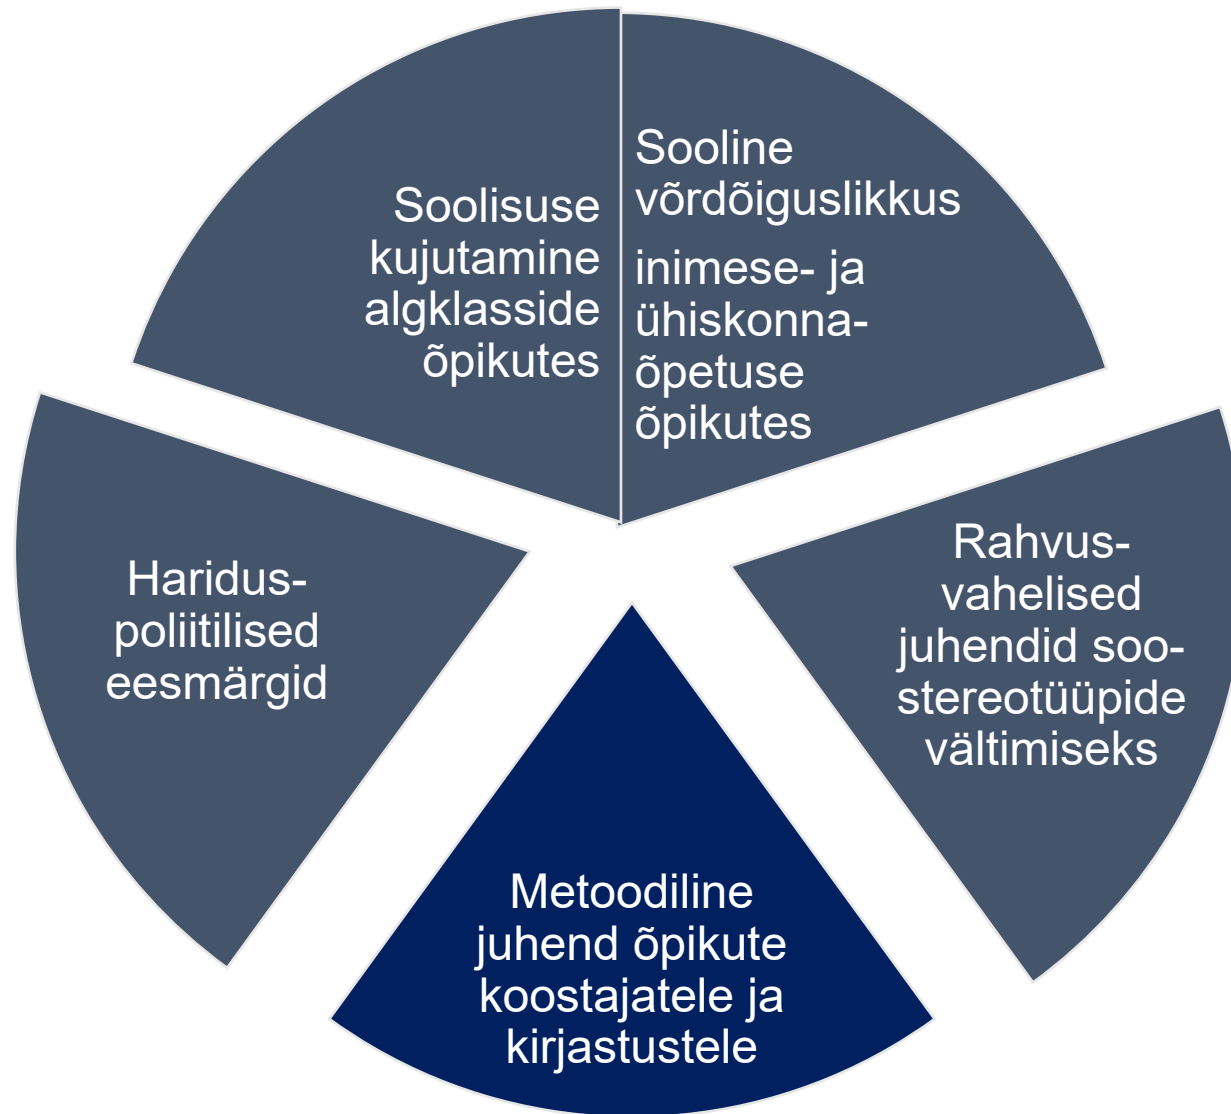 Soolisuse
kujutamine
algklasside
õpikutes
Sooline
võrdõiguslikkus
inimese- ja
ühiskonna-
õpetuse
õpikutes
Rahvus-
vahelised
juhendid soo-
stereotüüpide
vältimiseks
Metoodiline
juhend õpikute
koostajatele ja
kirjastustele
Haridus-
poliitilised
eesmärgid